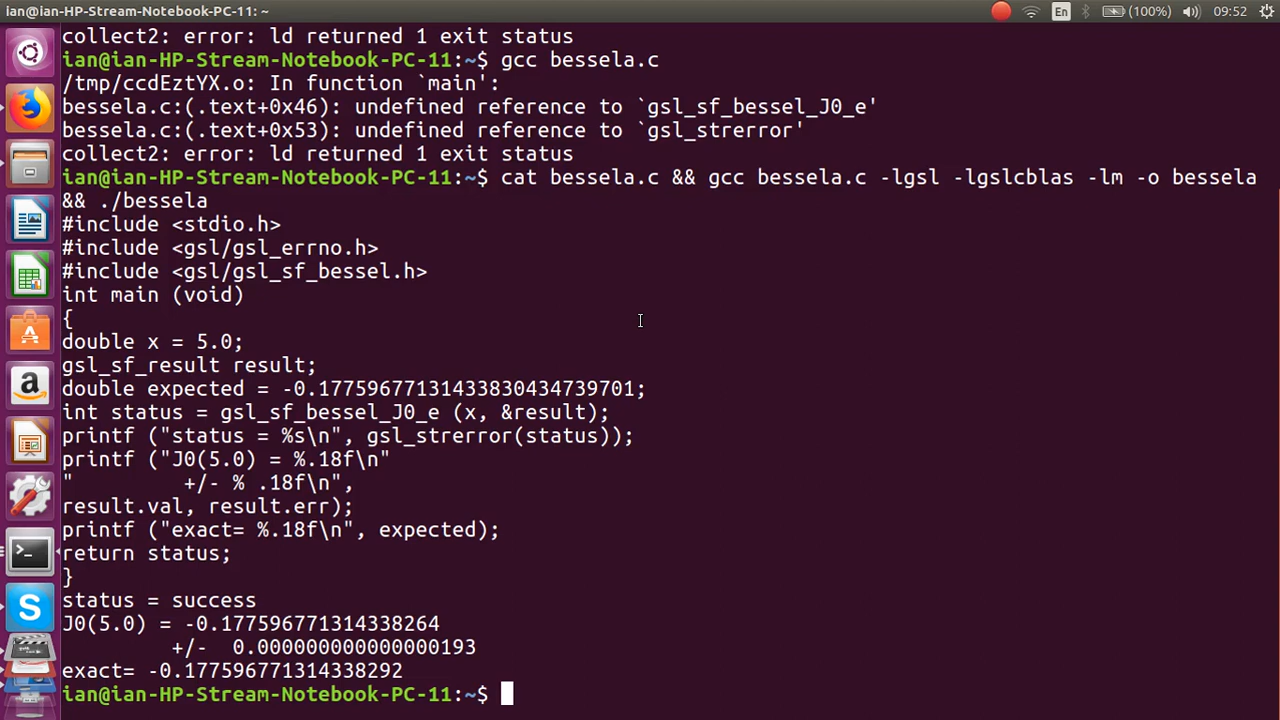 ian@ian-HP-Stream-Notebook-PC-11: ~
En
(100%)
09:52
collect2: error: ld returned 1 exit status
ian@ian-HP-Stream-Notebook-PC-11:~$ gcc bessela.c
/tmp/ccdEztYX.o: In function `main':
bessela.c:(.text+0x46): undefined reference to `gsl_sf_bessel_J0_e'
bessela.c:(.text+0x53): undefined reference to `gsl_strerror'
collect2: error: ld returned 1 exit status
ian@ian-HP-Stream-Notebook-PC-11:~$ cat bessela.c && gcc bessela.c -lgsl -lgslcblas -lm -o bessela
&& ./bessela
#include <stdio.h>
#include <gsl/gsl_errno.h>
#include <gsl/gsl_sf_bessel.h>
int main (void)
{
double x = 5.0;
gsl_sf_result result;
double expected = -0.17759677131433830434739701;
int status = gsl_sf_bessel_J0_e (x, &result);
printf ("status = %s\n", gsl_strerror(status));
printf ("J0(5.0) = %.18f\n"
"         +/- % .18f\n",
result.val, result.err);
printf ("exact= %.18f\n", expected);
return status;
}
status = success
J0(5.0) = -0.177596771314338264
         +/-  0.000000000000000193
exact= -0.177596771314338292
ian@ian-HP-Stream-Notebook-PC-11:~$